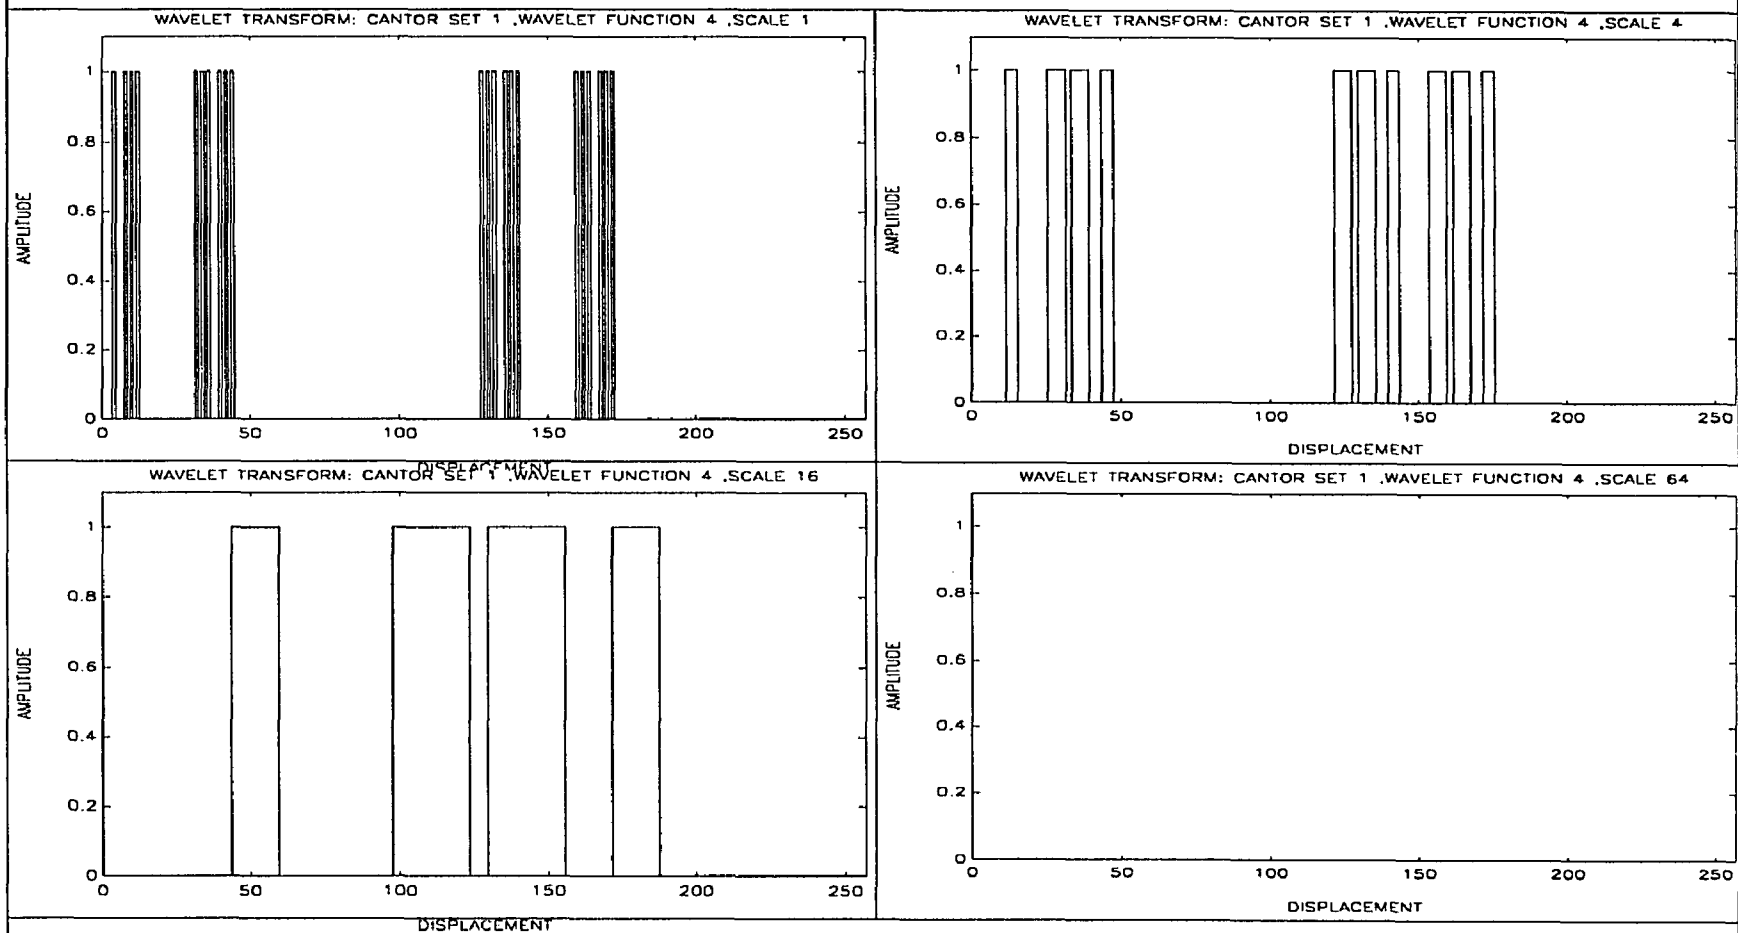 WAVELET TRANSFORM: CANTOR SET 1 ,WAVELET FUNCTION 4 ,SCALE 1
1
0.8
0.6
0.4
0.2
0
AMPLITUDE
0 50 100 150 200 250
DISPLACEMENT
WAVELET TRANSFORM: CANTOR SET 1 ,WAVELET FUNCTION 4 ,SCALE 4
1
0.8
0.6
0.4
0.2
0
AMPLITUDE
0 50 100 150 200 250
DISPLACEMENT
WAVELET TRANSFORM: CANTOR SET 1 ,WAVELET FUNCTION 4 ,SCALE 16
1
0.8
0.6
0.4
0.2
0
AMPLITUDE
0 50 100 150 200 250
DISPLACEMENT
WAVELET TRANSFORM: CANTOR SET 1 ,WAVELET FUNCTION 4 ,SCALE 64
1
0.8
0.6
0.4
0.2
0
AMPLITUDE
0 50 100 150 200 250
DISPLACEMENT